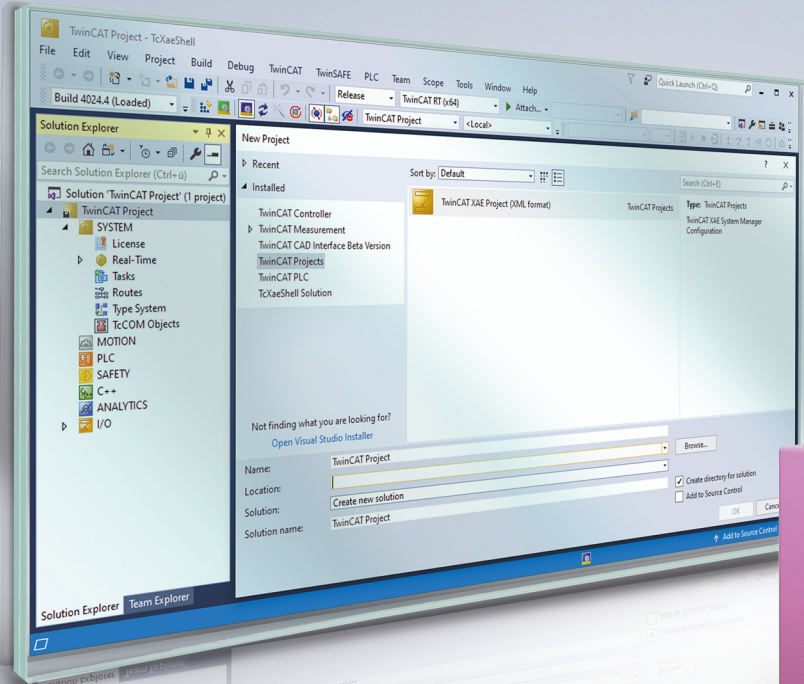 TwinCAT Project - TcXaeShell
File Edit View Project Build Debug TwinCAT TwinSAFE PLC Team Scope Tools Window Help
Quick Launch (Ctrl+Q)
Release TwinCAT RT (x64) Attach...
Build 4024.4 (Loaded) TwinCAT Project <Local>
Solution Explorer
Search Solution Explorer (Ctrl+ü)
Solution 'TwinCAT Project' (1 project)
TwinCAT Project
SYSTEM
License
Real-Time
Tasks
Routes
Type System
TcCOM Objects
MOTION
PLC
SAFETY
C++
ANALYTICS
I/O
Solution Explorer Team Explorer
New Project
? X
Recent
Installed
TwinCAT Controller
TwinCAT Measurement
TwinCAT CAD Interface Beta Version
TwinCAT Projects
TwinCAT PLC
TcXaeShell Solution
Not finding what you are looking for?
Open Visual Studio Installer
Sort by: Default
Search (Ctrl+E)
TwinCAT XAE Project (XML format) TwinCAT Projects
Type: TwinCAT Projects
TwinCAT XAE System Manager
Configuration
Name: TwinCAT Project
Location:
Browse...
Solution: Create new solution
Solution name: TwinCAT Project
Create directory for solution
Add to Source Control
OK
Add to Source Control